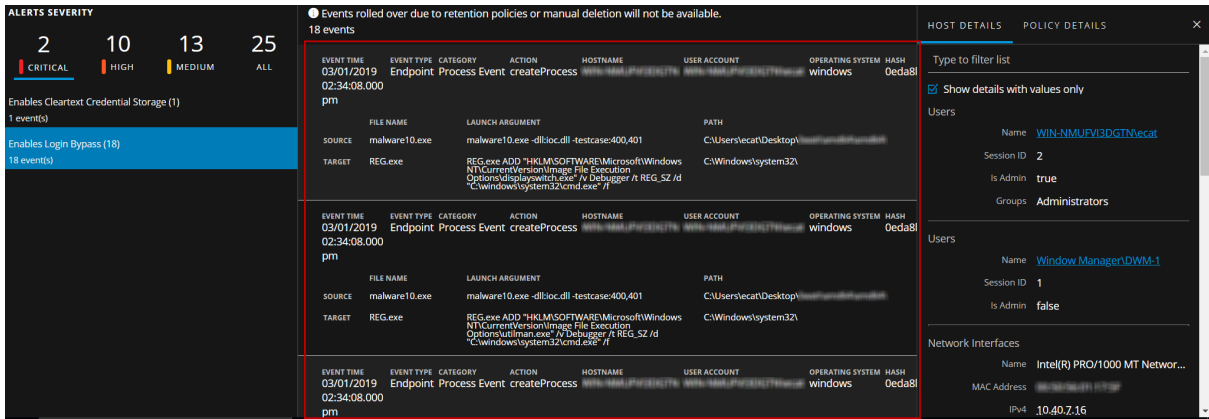 ALERTS SEVERITY
2 10 13 25
CRITICAL HIGH MEDIUM ALL
Enables Cleartext Credential Storage (1)
1 event(s)
Enables Login Bypass (18)
18 event(s)
Events rolled over due to retention policies or manual deletion will not be available.
18 events
EVENT TIME EVENT TYPE CATEGORY ACTION HOSTNAME USER ACCOUNT OPERATING SYSTEM HASH
03/01/2019 Endpoint Process Event createProcess windows 0eda8
02:34:08.000
pm
FILE NAME LAUNCH ARGUMENT PATH
SOURCE malware10.exe malware10.exe -dll:ioc.dll -testcase:400,401 C:\Users\ecat\Desktop\
TARGET REG.exe REG.exe ADD "HKLM\SOFTWARE\Microsoft\Windows C:\Windows\system32\
NT\CurrentVersion\Image File Execution
Options\displayswitch.exe" /v Debugger /t REG_SZ /d
"C:\windows\system32\cmd.exe" /f
EVENT TIME EVENT TYPE CATEGORY ACTION HOSTNAME USER ACCOUNT OPERATING SYSTEM HASH
03/01/2019 Endpoint Process Event createProcess windows 0eda8
02:34:08.000
pm
FILE NAME LAUNCH ARGUMENT PATH
SOURCE malware10.exe malware10.exe -dll:ioc.dll -testcase:400,401 C:\Users\ecat\Desktop\
TARGET REG.exe REG.exe ADD "HKLM\SOFTWARE\Microsoft\Windows C:\Windows\system32\
NT\CurrentVersion\Image File Execution
Options\utilman.exe" /v Debugger /t REG_SZ /d
"C:\windows\system32\cmd.exe" /f
EVENT TIME EVENT TYPE CATEGORY ACTION HOSTNAME USER ACCOUNT OPERATING SYSTEM HASH
03/01/2019 Endpoint Process Event createProcess windows 0eda8
02:34:08.000
pm
HOST DETAILS POLICY DETAILS
Type to filter list
Show details with values only
Users
Name WIN-NMUFVI3DGTN\ecat
Session ID 2
Is Admin true
Groups Administrators
Users
Name Window Manager\DWM-1
Session ID 1
Is Admin false
Network Interfaces
Name Intel(R) PRO/1000 MT Networ...
MAC Address
IPv4 10.40.7.16